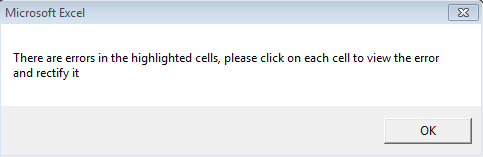 Microsoft Excel
There are errors in the highlighted cells, please click on each cell to view the error
and rectify it
OK